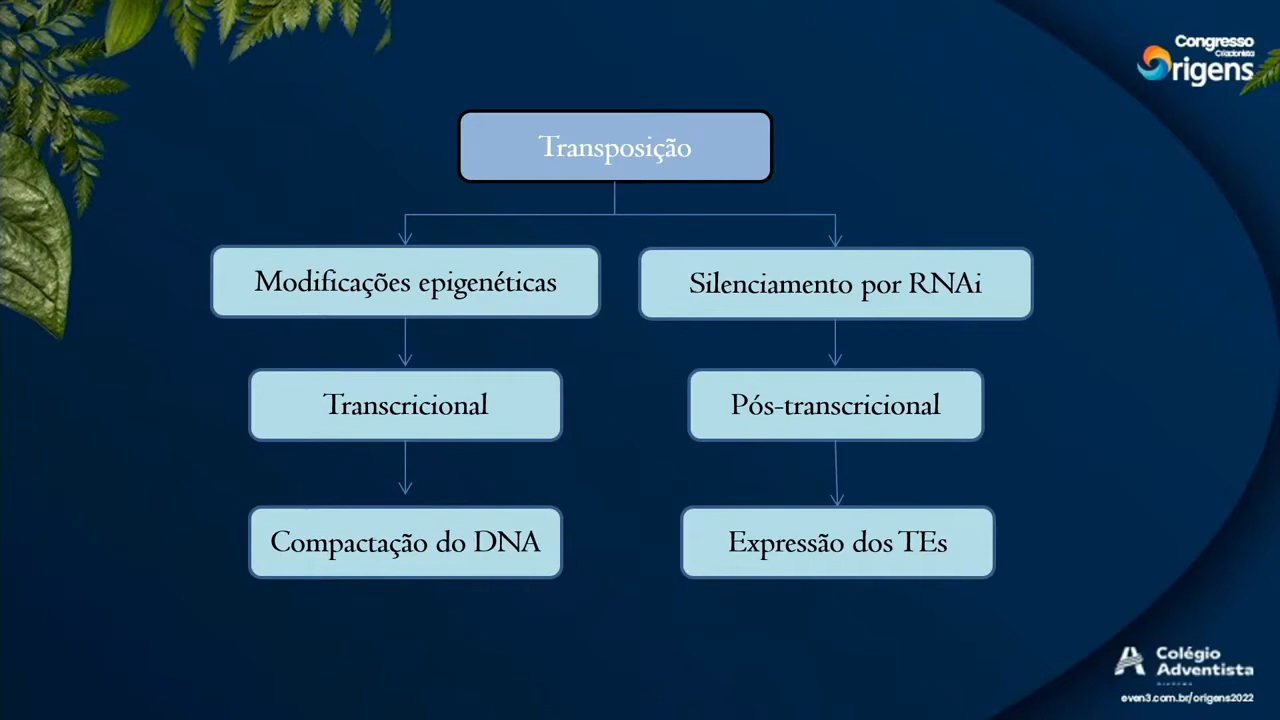 Congresso
Criacionista
Origens
Transposição
Modificações epigenéticas
Silenciamento por RNAi
Transcricional
Pós-transcricional
Compactação do DNA
Expressão dos TEs
Colégio
Adventista
even3.com.br/origens2022